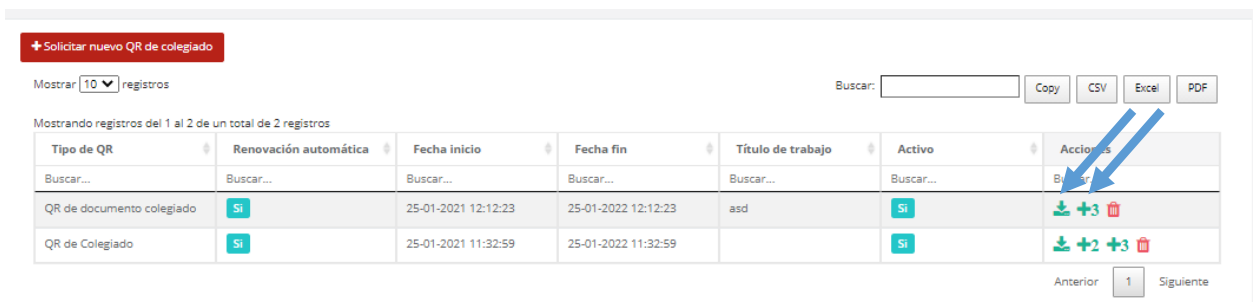 + Solicitar nuevo QR de colegiado
Mostrar 10 registros Buscar: Copy CSV Excel PDF
Mostrando registros del 1 al 2 de un total de 2 registros
Tipo de QR Renovación automática Fecha inicio Fecha fin Título de trabajo Activo Acciones
Buscar... Buscar... Buscar... Buscar... Buscar... Buscar... Buscar...
QR de documento colegiado Si 25-01-2021 12:12:23 25-01-2022 12:12:23 asd Si +3
QR de Colegiado Si 25-01-2021 11:32:59 25-01-2022 11:32:59 Si +2 +3
Anterior 1 Siguiente